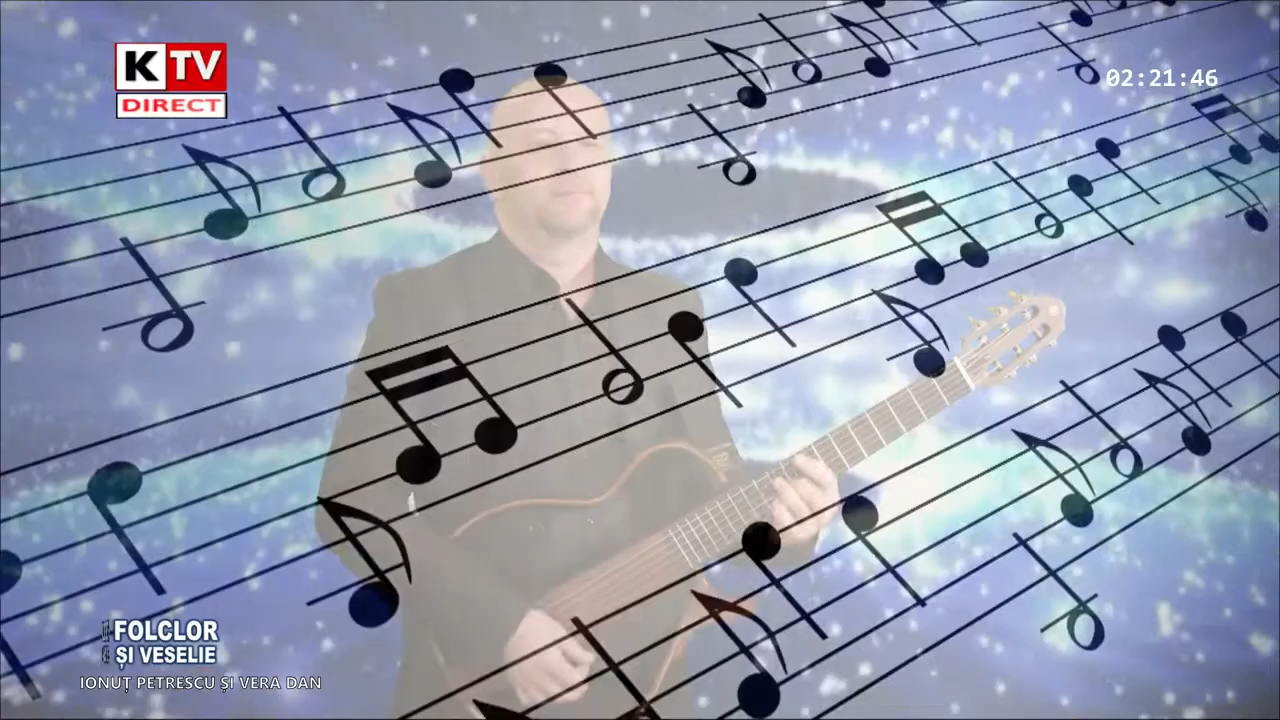 K TV
DIRECT
02:21:46
FOLCLOR
ȘI VESELIE
IONUȚ PETRESCU ȘI VERA DAN